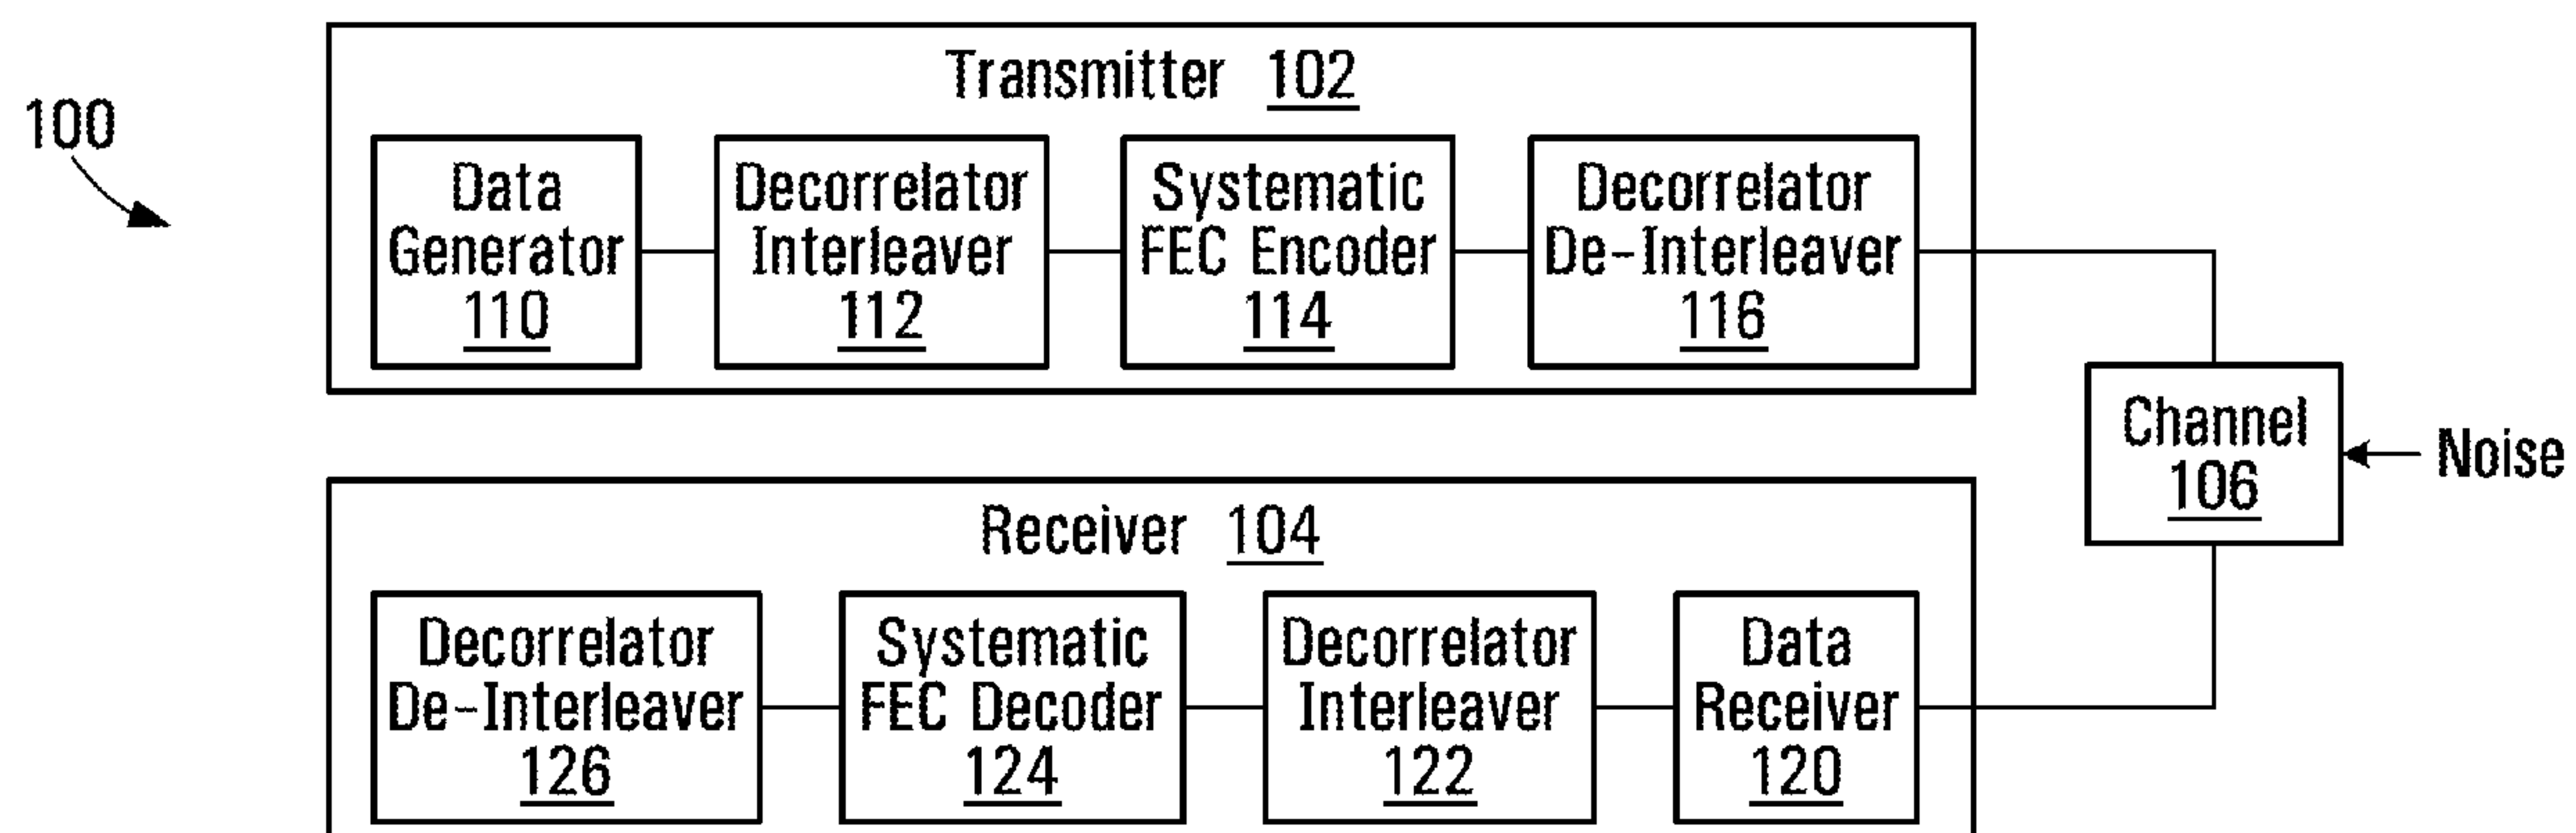 100
Transmitter 102
Data
Generator
110
Decorrelator
Interleaver
112
Systematic
FEC Encoder
114
Decorrelator
De-Interleaver
116
Channel
106
Noise
Receiver 104
Decorrelator
De-Interleaver
126
Systematic
FEC Decoder
124
Decorrelator
Interleaver
122
Data
Receiver
120